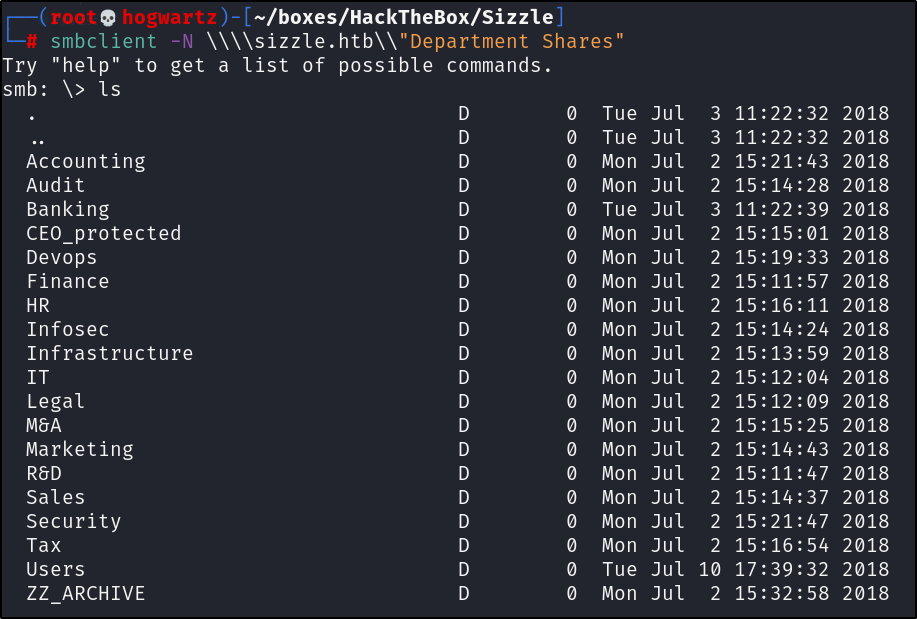 ┌──(root💀hogwartz)-[~/boxes/HackTheBox/Sizzle]
└─# smbclient -N \\\\sizzle.htb\\"Department Shares"
Try "help" to get a list of possible commands.
smb: \> ls
  .                                   D        0  Tue Jul  3 11:22:32 2018
  ..                                  D        0  Tue Jul  3 11:22:32 2018
  Accounting                          D        0  Mon Jul  2 15:21:43 2018
  Audit                               D        0  Mon Jul  2 15:14:28 2018
  Banking                             D        0  Tue Jul  3 11:22:39 2018
  CEO_protected                       D        0  Mon Jul  2 15:15:01 2018
  Devops                              D        0  Mon Jul  2 15:19:33 2018
  Finance                             D        0  Mon Jul  2 15:11:57 2018
  HR                                  D        0  Mon Jul  2 15:16:11 2018
  Infosec                             D        0  Mon Jul  2 15:14:24 2018
  Infrastructure                      D        0  Mon Jul  2 15:13:59 2018
  IT                                  D        0  Mon Jul  2 15:12:04 2018
  Legal                               D        0  Mon Jul  2 15:12:09 2018
  M&A                                 D        0  Mon Jul  2 15:15:25 2018
  Marketing                           D        0  Mon Jul  2 15:14:43 2018
  R&D                                 D        0  Mon Jul  2 15:11:47 2018
  Sales                               D        0  Mon Jul  2 15:14:37 2018
  Security                            D        0  Mon Jul  2 15:21:47 2018
  Tax                                 D        0  Mon Jul  2 15:16:54 2018
  Users                               D        0  Tue Jul 10 17:39:32 2018
  ZZ_ARCHIVE                          D        0  Mon Jul  2 15:32:58 2018